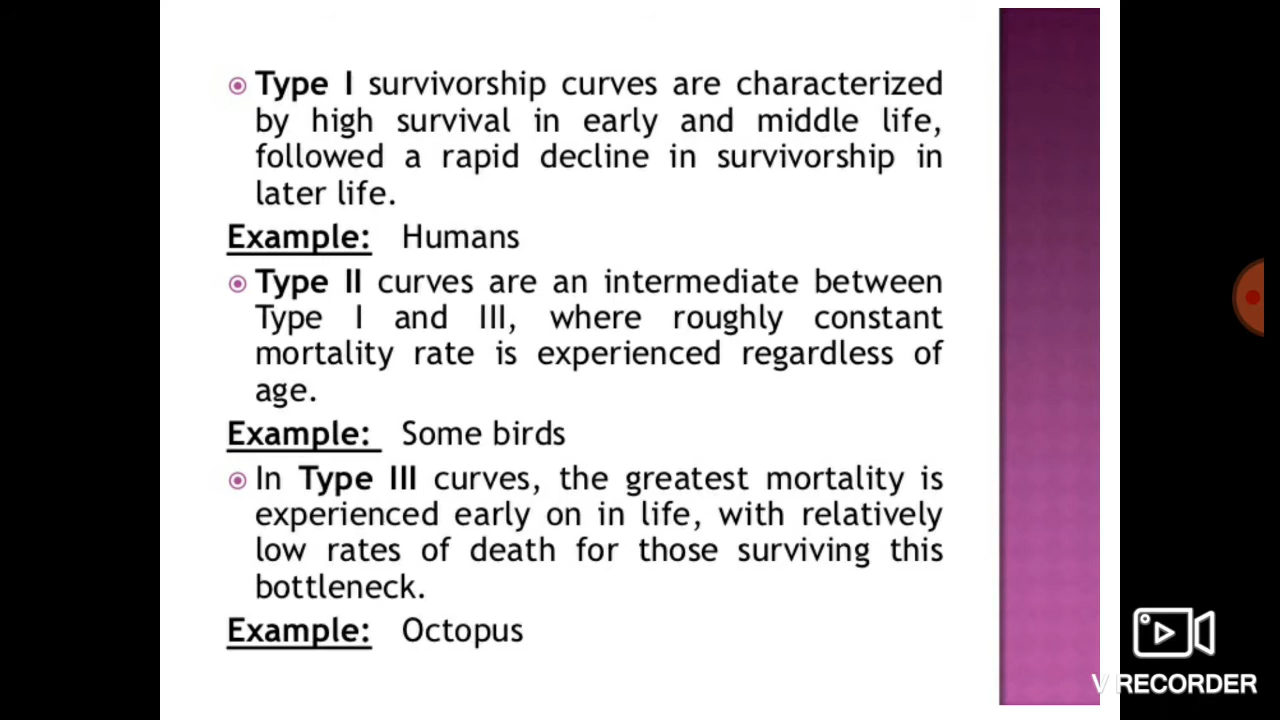 Type I survivorship curves are characterized
by high survival in early and middle life,
followed a rapid decline in survivorship in
later life.
Example: Humans
Type II curves are an intermediate between
Type I and III, where roughly constant
mortality rate is experienced regardless of
age.
Example: Some birds
In Type III curves, the greatest mortality is
experienced early on in life, with relatively
low rates of death for those surviving this
bottleneck.
Example: Octopus
V RECORDER